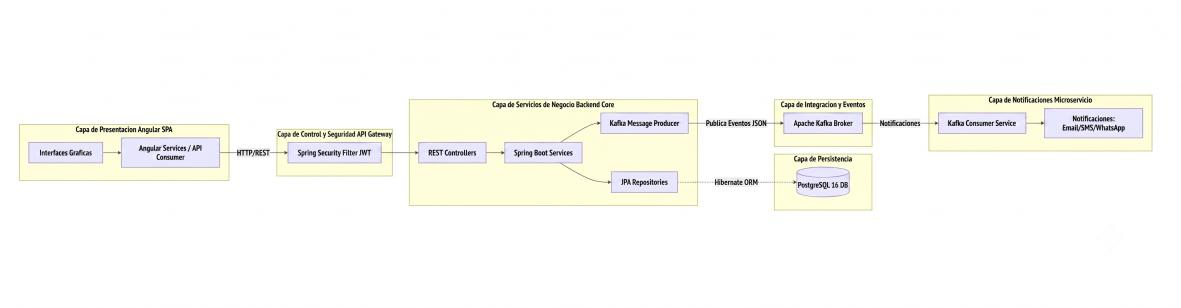 Capa de Presentacion Angular SPA
Interfaces Graficas
Angular Services / API
Consumer
HTTP/REST
Capa de Control y Seguridad API Gateway
Spring Security Filter JWT
Capa de Servicios de Negocio Backend Core
REST Controllers
Spring Boot Services
Kafka Message Producer
JPA Repositories
Publica Eventos JSON
Hibernate ORM
Capa de Integracion y Eventos
Apache Kafka Broker
Capa de Persistencia
PostgreSQL 16 DB
Notificaciones
Capa de Notificaciones Microservicio
Kafka Consumer Service
Notificaciones:
Email/SMS/WhatsApp